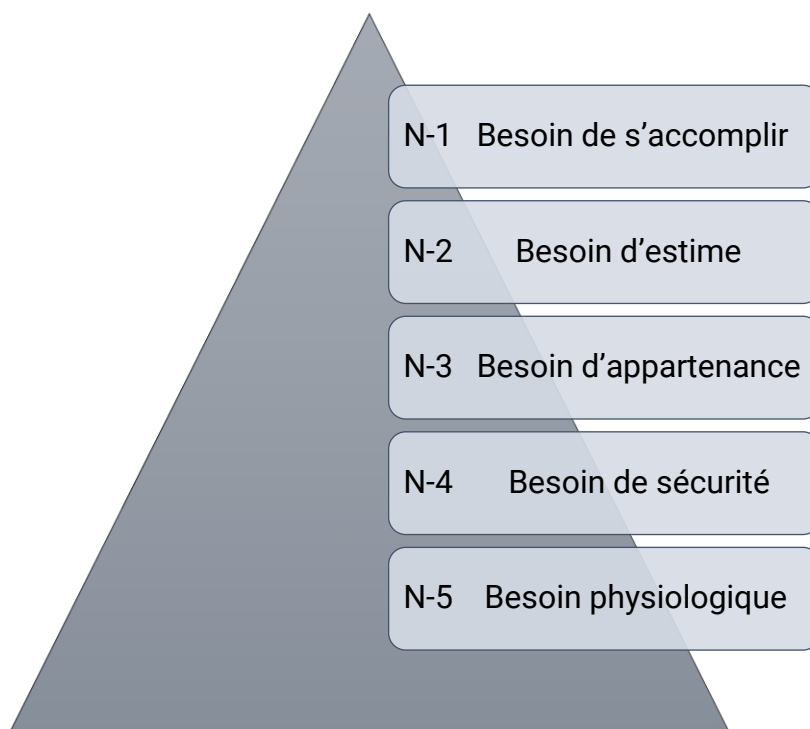 N-1 Besoin de s’accomplir
N-2 Besoin d’estime
N-3 Besoin d’appartenance
N-4 Besoin de sécurité
N-5 Besoin physiologique